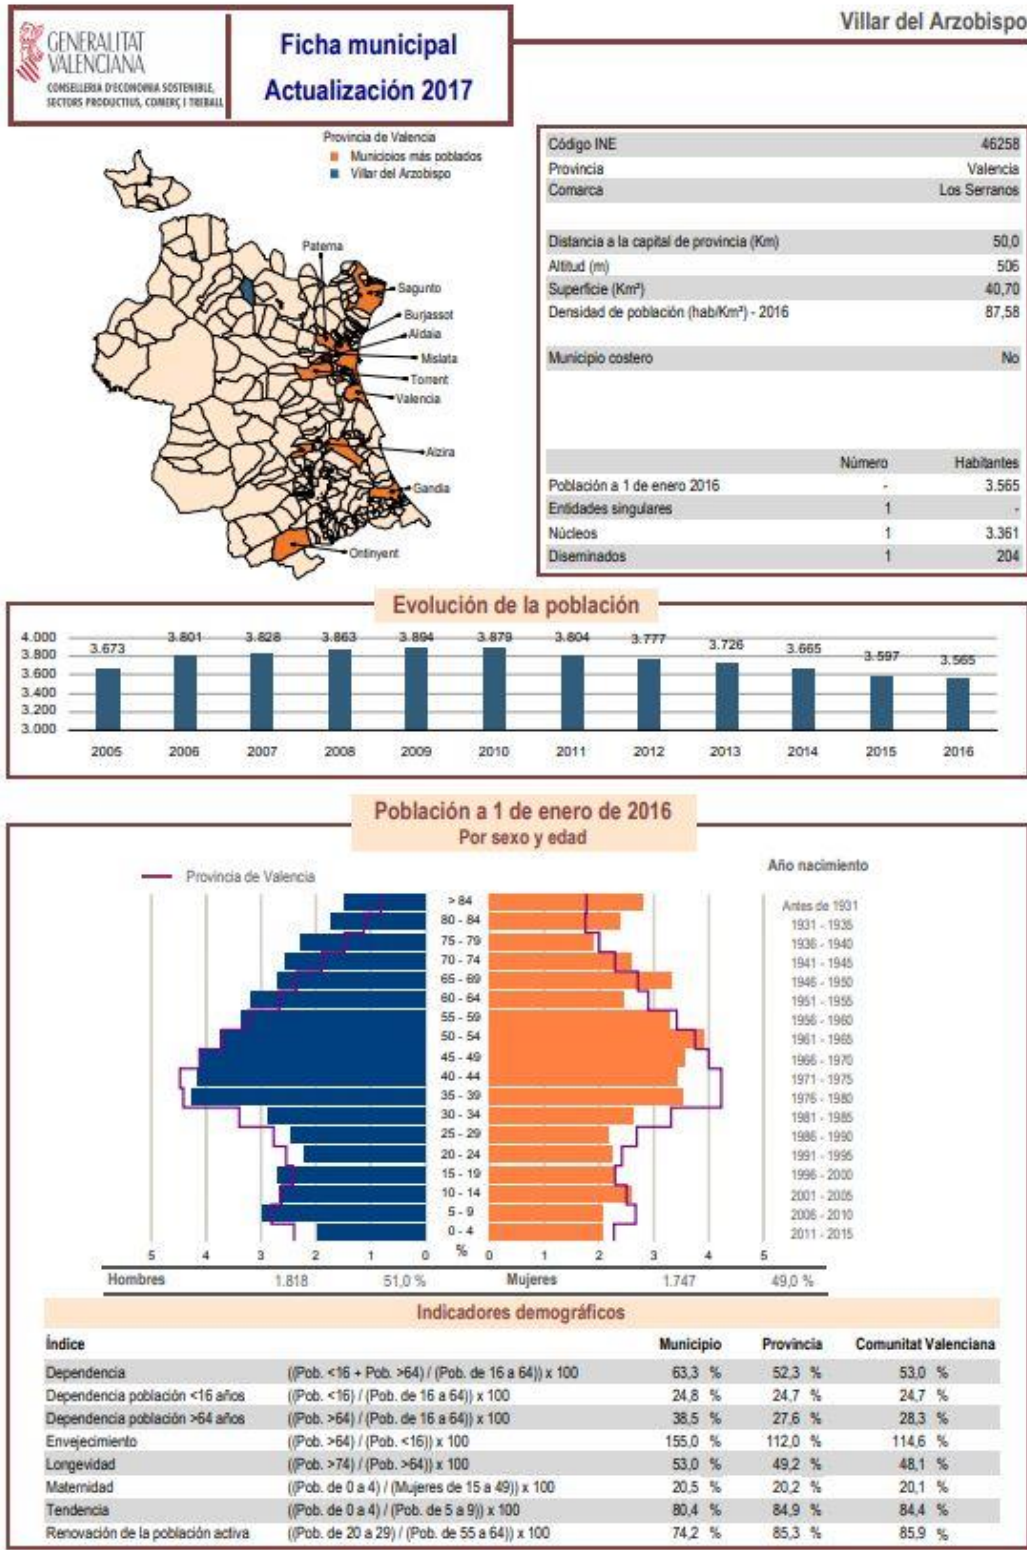 Villar del Arzobispo
GENERALITAT
VALENCIANA
CONSELLERIA D'ECONOMIA SOSTENIBLE,
SECTORS PRODUCTIUS, COMERÇ I TREBALL
Ficha municipal
Actualización 2017
Provincia de Valencia
Municipios más poblados
Villar del Arzobispo
Paterna
Sagunto
Burjassot
Aldaia
Mislata
Torrent
Valencia
Alzira
Gandia
Ontinyent
Código INE 46258
Provincia Valencia
Comarca Los Serranos
Distancia a la capital de provincia (Km) 50,0
Altitud (m) 506
Superficie (Km²) 40,70
Densidad de población (hab/Km²) - 2016 87,58
Municipio costero No
Número Habitantes
Población a 1 de enero 2016 - 3.565
Entidades singulares 1 -
Núcleos 1 3.361
Diseminados 1 204
Evolución de la población
4.000
3.800
3.600
3.400
3.200
3.000
3.673 3.801 3.828 3.863 3.894 3.879 3.804 3.777 3.726 3.665 3.597 3.565
2005 2006 2007 2008 2009 2010 2011 2012 2013 2014 2015 2016
Población a 1 de enero de 2016
Por sexo y edad
Provincia de Valencia
Año nacimiento
> 84 Antes de 1931
80 - 84 1931 - 1935
75 - 79 1936 - 1940
70 - 74 1941 - 1945
65 - 69 1946 - 1950
60 - 64 1951 - 1955
55 - 59 1956 - 1960
50 - 54 1961 - 1965
45 - 49 1966 - 1970
40 - 44 1971 - 1975
35 - 39 1976 - 1980
30 - 34 1981 - 1985
25 - 29 1986 - 1990
20 - 24 1991 - 1995
15 - 19 1996 - 2000
10 - 14 2001 - 2005
5 - 9 2006 - 2010
0 - 4 2011 - 2015
5 4 3 2 1 0 % 0 1 2 3 4 5
Hombres 1.818 51,0 % Mujeres 1.747 49,0 %
Indicadores demográficos
Índice Municipio Provincia Comunitat Valenciana
Dependencia ((Pob. <16 + Pob. >64) / (Pob. de 16 a 64)) x 100 63,3 % 52,3 % 53,0 %
Dependencia población <16 años ((Pob. <16) / (Pob. de 16 a 64)) x 100 24,8 % 24,7 % 24,7 %
Dependencia población >64 años ((Pob. >64) / (Pob. de 16 a 64)) x 100 38,5 % 27,6 % 28,3 %
Envejecimiento ((Pob. >64) / (Pob. <16)) x 100 155,0 % 112,0 % 114,6 %
Longevidad ((Pob. >74) / (Pob. >64)) x 100 53,0 % 49,2 % 48,1 %
Maternidad ((Pob. de 0 a 4) / (Mujeres de 15 a 49)) x 100 20,5 % 20,2 % 20,1 %
Tendencia ((Pob. de 0 a 4) / (Pob. de 5 a 9)) x 100 80,4 % 84,9 % 84,4 %
Renovación de la población activa ((Pob. de 20 a 29) / (Pob. de 55 a 64)) x 100 74,2 % 85,3 % 85,9 %